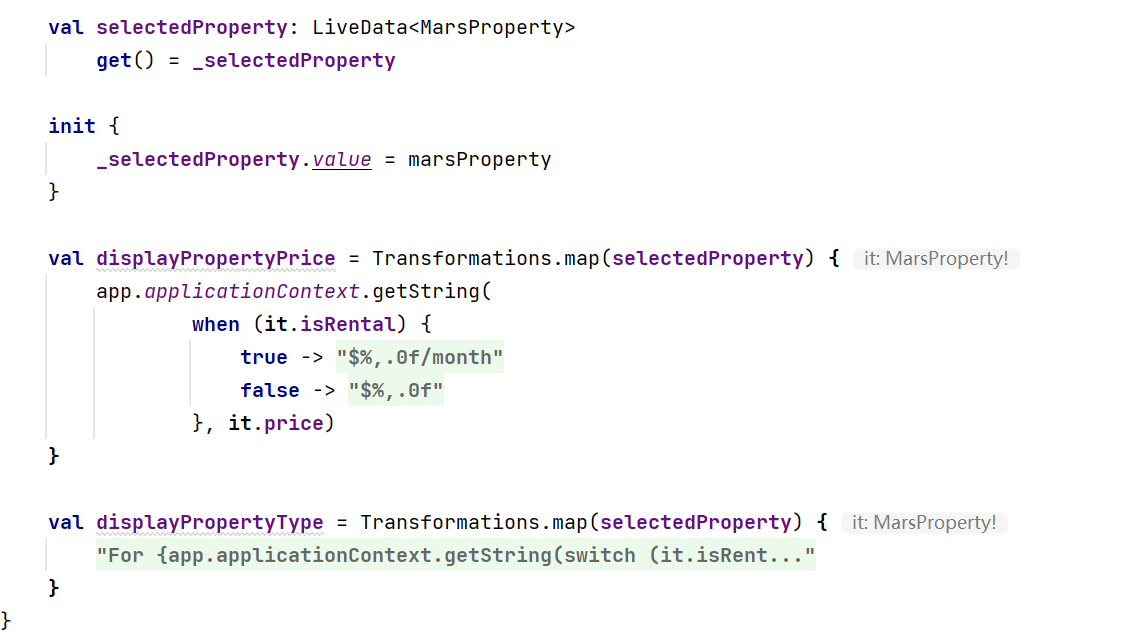 val selectedProperty: LiveData<MarsProperty>
get() = _selectedProperty
init {
_selectedProperty.value = marsProperty
}
val displayPropertyPrice = Transformations.map(selectedProperty) { it: MarsProperty!
app.applicationContext.getString(
when (it.isRental) {
true -> "$%,.0f/month"
false -> "$%,.0f"
}, it.price)
}
val displayPropertyType = Transformations.map(selectedProperty) { it: MarsProperty!
"For {app.applicationContext.getString(switch (it.isRent..."
}
}